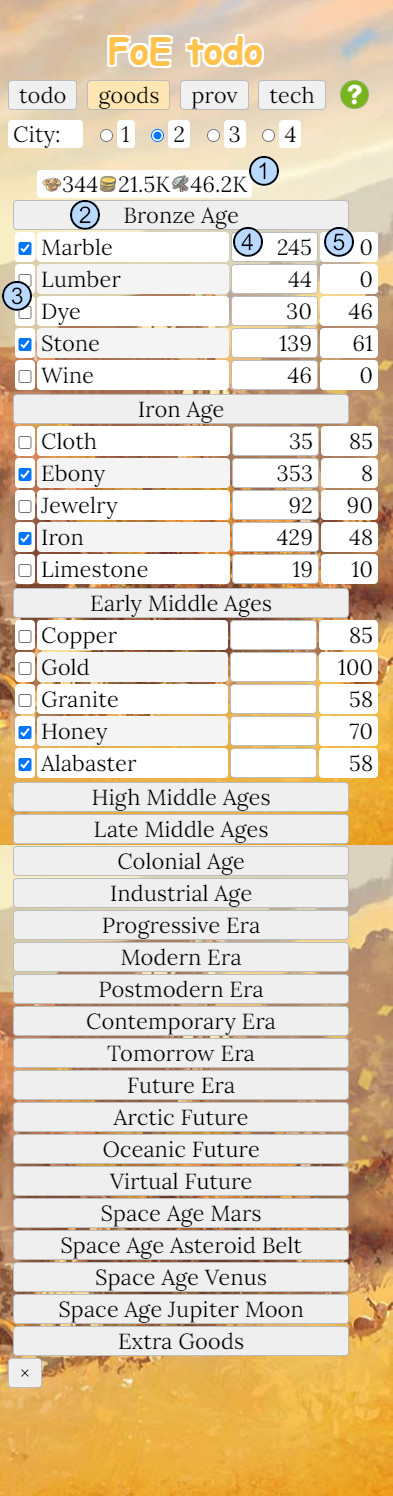 FoE todo
todo goods prov tech ?
City: 1 2 3 4
344 21.5K 46.2K 1
2 Bronze Age
Marble 4 245 5 0
Lumber 44 0
3 Dye 30 46
Stone 139 61
Wine 46 0
Iron Age
Cloth 35 85
Ebony 353 8
Jewelry 92 90
Iron 429 48
Limestone 19 10
Early Middle Ages
Copper 85
Gold 100
Granite 58
Honey 70
Alabaster 58
High Middle Ages
Late Middle Ages
Colonial Age
Industrial Age
Progressive Era
Modern Era
Postmodern Era
Contemporary Era
Tomorrow Era
Future Era
Arctic Future
Oceanic Future
Virtual Future
Space Age Mars
Space Age Asteroid Belt
Space Age Venus
Space Age Jupiter Moon
Extra Goods
×